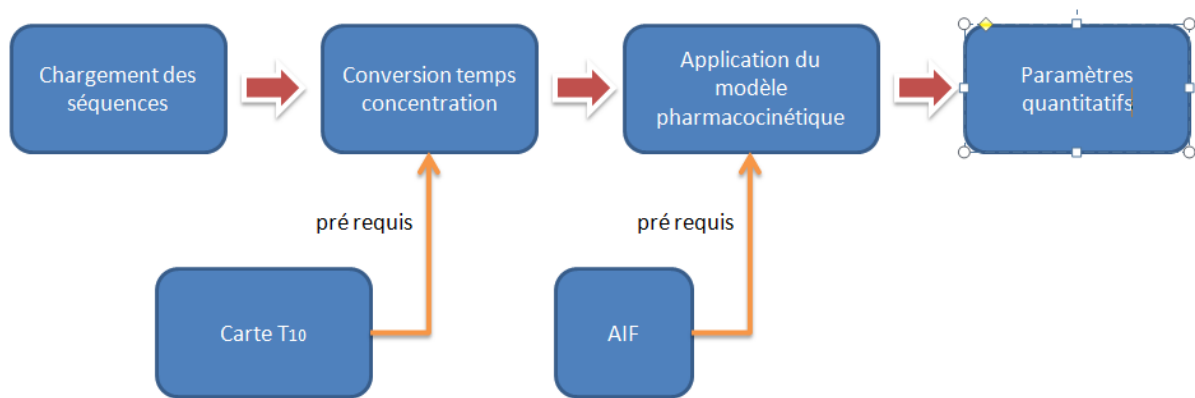 Chargement des
séquences
Conversion temps
concentration
Application du
modèle
pharmacocinétique
Paramètres
quantitatifs
pré requis
pré requis
Carte T10
AIF